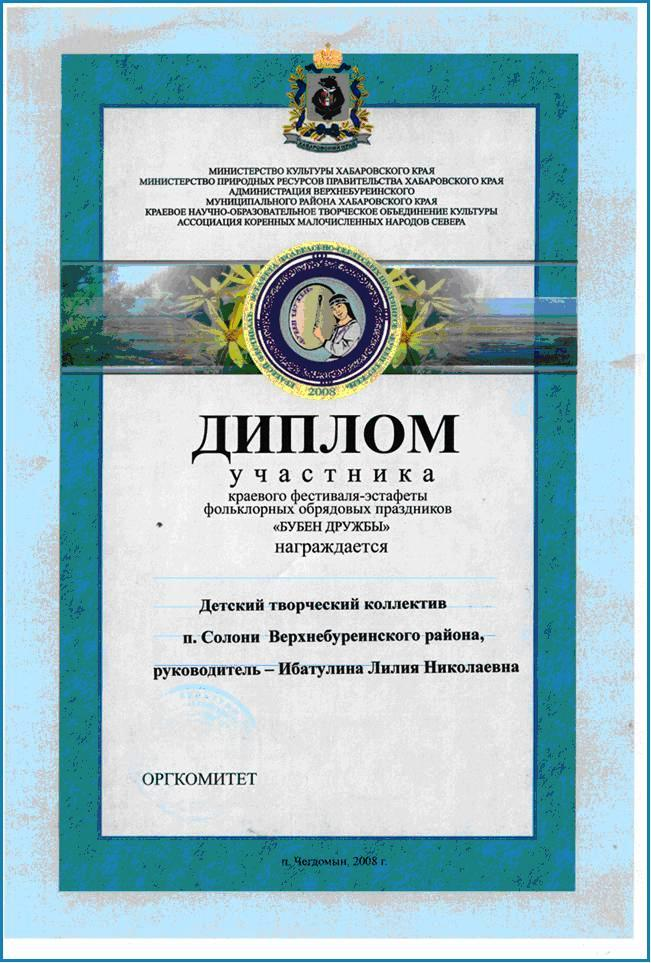 ХАБАРОВСКИЙ КРАЙ
МИНИСТЕРСТВО КУЛЬТУРЫ ХАБАРОВСКОГО КРАЯ
МИНИСТЕРСТВО ПРИРОДНЫХ РЕСУРСОВ ПРАВИТЕЛЬСТВА ХАБАРОВСКОГО КРАЯ
АДМИНИСТРАЦИЯ ВЕРХНЕБУРЕИНСКОГО
МУНИЦИПАЛЬНОГО РАЙОНА ХАБАРОВСКОГО КРАЯ
КРАЕВОЕ НАУЧНО-ОБРАЗОВАТЕЛЬНОЕ ТВОРЧЕСКОЕ ОБЪЕДИНЕНИЕ КУЛЬТУРЫ
АССОЦИАЦИЯ КОРЕННЫХ МАЛОЧИСЛЕННЫХ НАРОДОВ СЕВЕРА
2008
ДИПЛОМ
участника
краевого фестиваля-эстафеты
фольклорных обрядовых праздников
«БУБЕН ДРУЖБЫ»
награждается
Детский творческий коллектив
п. Солони Верхнебуреинского района,
руководитель – Ибатулина Лилия Николаевна
ОРГКОМИТЕТ
п. Чегдомын, 2008 г.